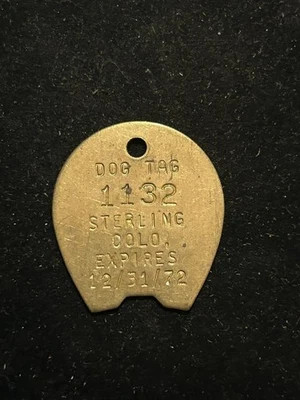 DOG TAG
1132
STERLING
COLO.
EXPIRES
12/31/72